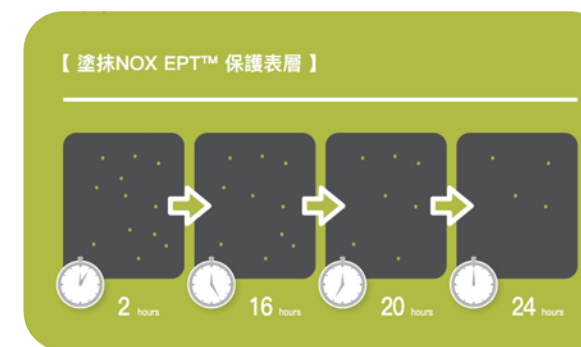 【 塗抹NOX EPT™ 保護表層 】
2 hours
16 hours
20 hours
24 hours